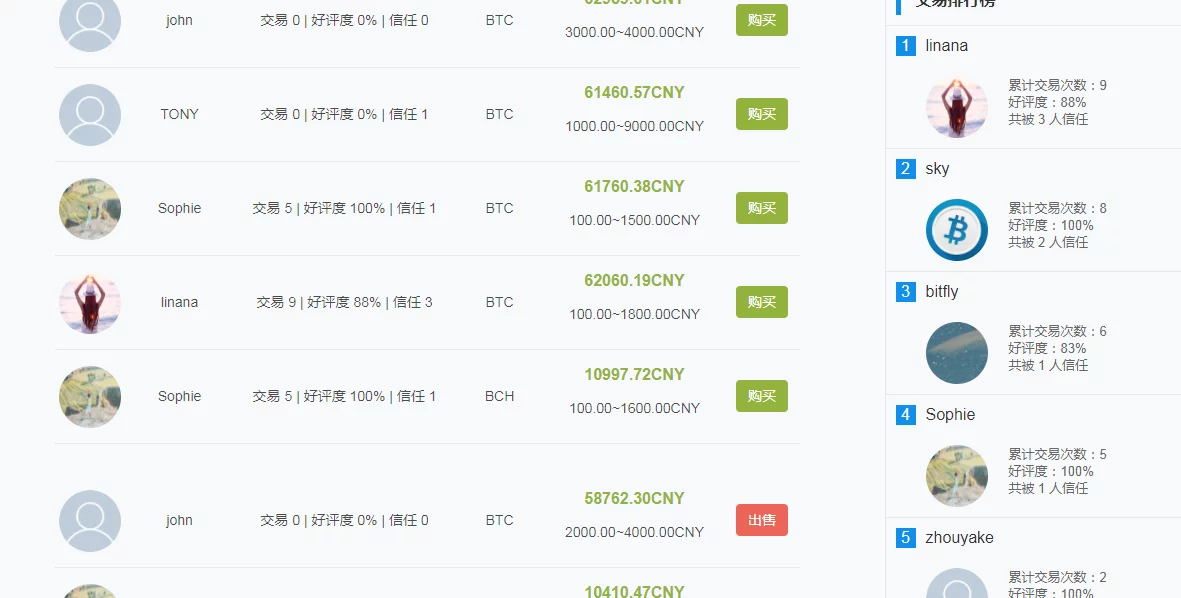 john 交易 0 | 好评度 0% | 信任 0 BTC
3000.00~4000.00CNY
购买
TONY 交易 0 | 好评度 0% | 信任 1 BTC
61460.57CNY
1000.00~9000.00CNY
购买
Sophie 交易 5 | 好评度 100% | 信任 1 BTC
61760.38CNY
100.00~1500.00CNY
购买
linana 交易 9 | 好评度 88% | 信任 3 BTC
62060.19CNY
100.00~1800.00CNY
购买
Sophie 交易 5 | 好评度 100% | 信任 1 BCH
10997.72CNY
100.00~1600.00CNY
购买
john 交易 0 | 好评度 0% | 信任 0 BTC
58762.30CNY
2000.00~4000.00CNY
出售
10410.47CNY
交易排行榜
1 linana
累计交易次数：9
好评度：88%
共被 3 人信任
2 sky
累计交易次数：8
好评度：100%
共被 2 人信任
3 bitfly
累计交易次数：6
好评度：83%
共被 1 人信任
4 Sophie
累计交易次数：5
好评度：100%
共被 1 人信任
5 zhouyake
累计交易次数：2
好评度：100%